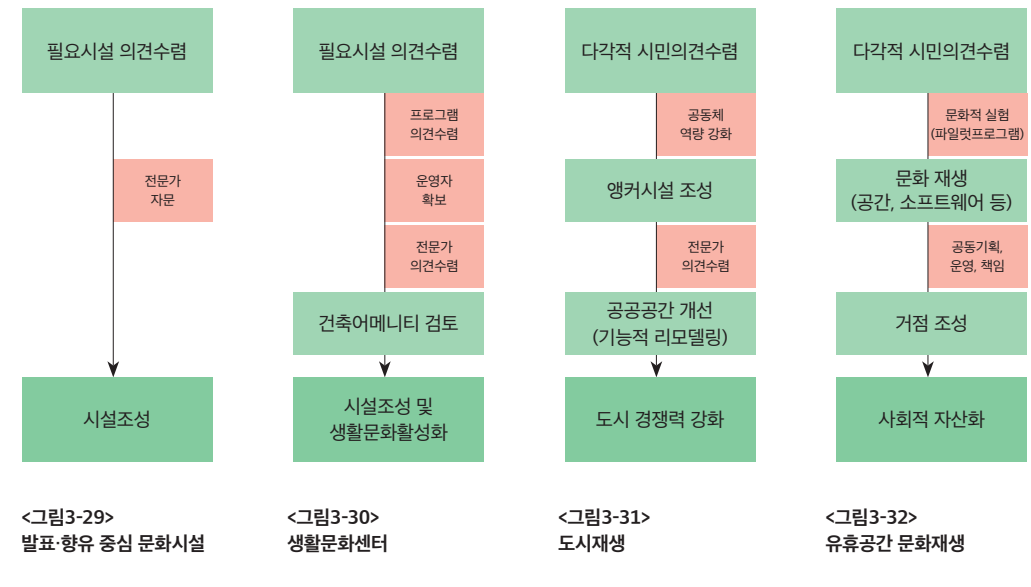 필요시설 의견수렴
전문가
자문
시설조성
<그림3-29>
발표·향유 중심 문화시설
필요시설 의견수렴
프로그램
의견수렴
운영자
확보
전문가
의견수렴
건축어메니티 검토
시설조성 및
생활문화활성화
<그림3-30>
생활문화센터
다각적 시민의견수렴
공동체
역량 강화
앵커시설 조성
전문가
의견수렴
공공공간 개선
(기능적 리모델링)
도시 경쟁력 강화
<그림3-31>
도시재생
다각적 시민의견수렴
문화적 실험
(파일럿프로그램)
문화 재생
(공간, 소프트웨어 등)
공동기획,
운영, 책임
거점 조성
사회적 자산화
<그림3-32>
유휴공간 문화재생